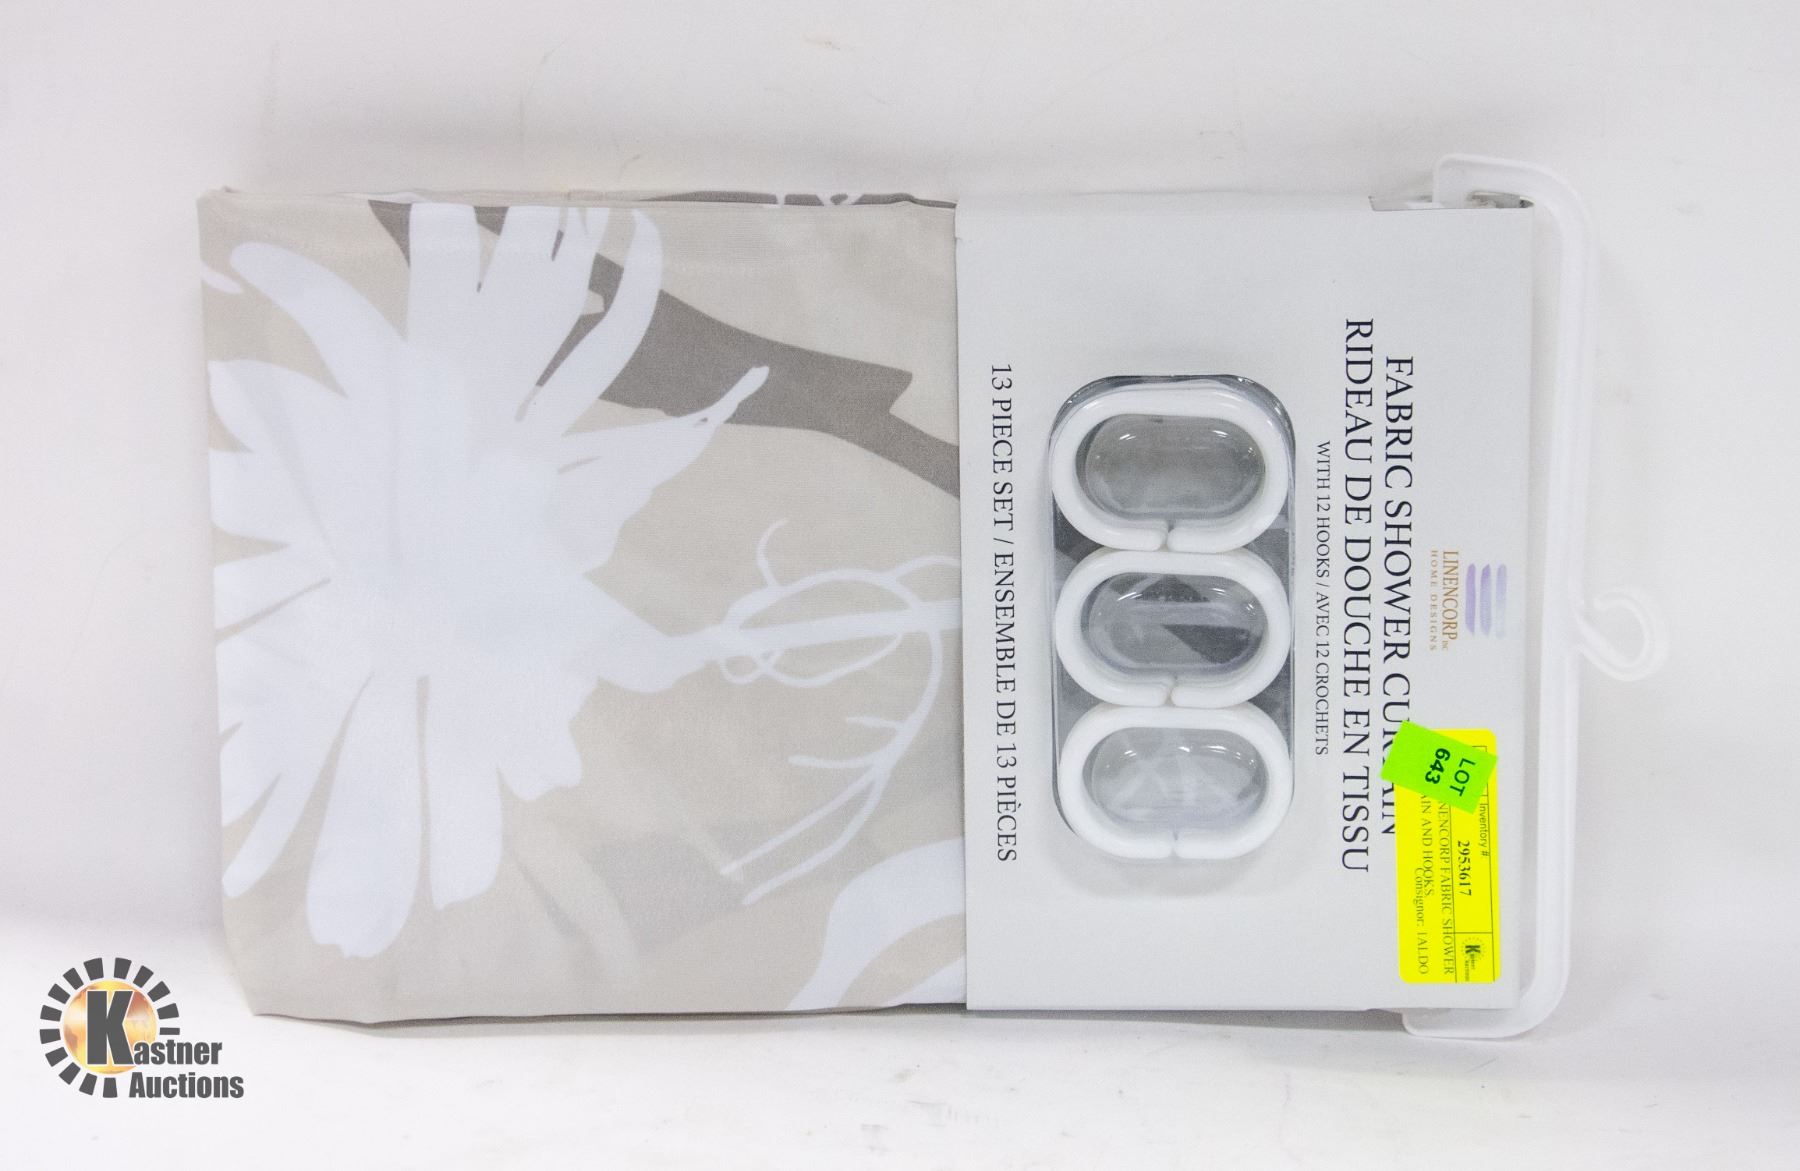 LINENCORP INC
HOME DESIGNS
FABRIC SHOWER CURTAIN
RIDEAU DE DOUCHE EN TISSU
WITH 12 HOOKS / AVEC 12 CROCHETS
13 PIECE SET / ENSEMBLE DE 13 PIÈCES
LOT
643
Inventory #
2953617
NENCORP FABRIC SHOWER
AIN AND HOOKS.
Consignor: 1ALDO
Kastner
Auctions